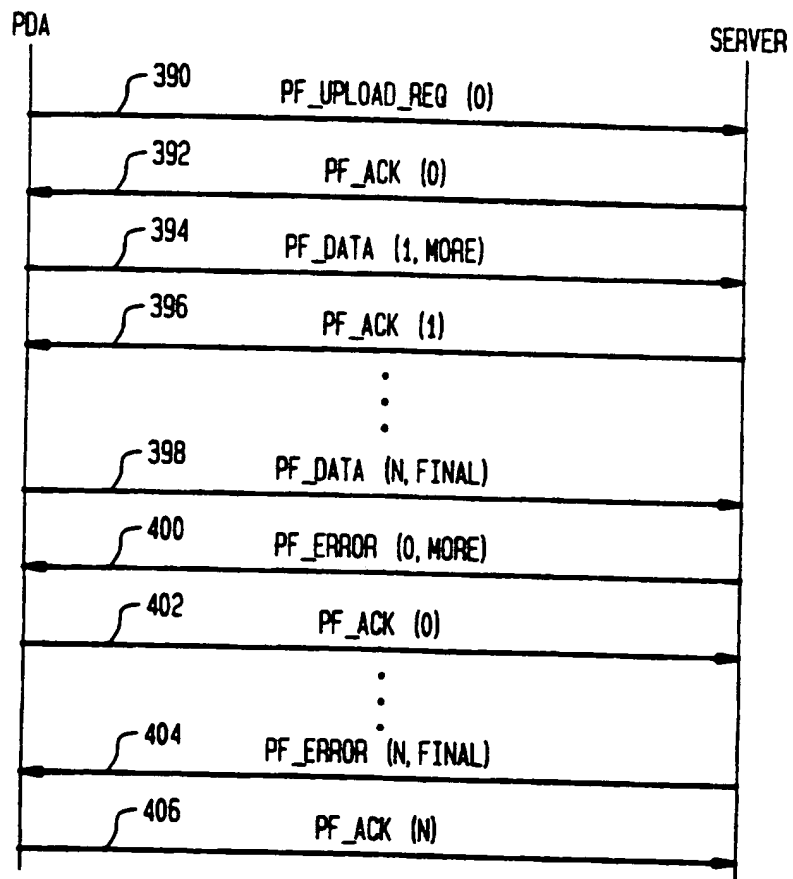 PDA
SERVER
390
PF_UPLOAD_REQ (0)
392
PF_ACK (0)
394
PF_DATA (1, MORE)
396
PF_ACK (1)
398
PF_DATA (N, FINAL)
400
PF_ERROR (0, MORE)
402
PF_ACK (0)
404
PF_ERROR (N, FINAL)
406
PF_ACK (N)